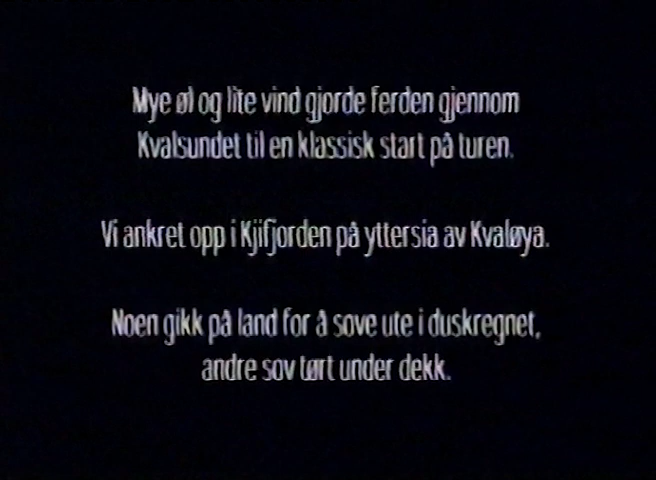 Mye øl og lite vind gjorde ferden gjennom
Kvalsundet til en klassisk start på turen.
Vi ankret opp i Kjifjorden på yttersia av Kvaløya.
Noen gikk på land for å sove ute i duskregnet,
andre sov tørt under dekk.